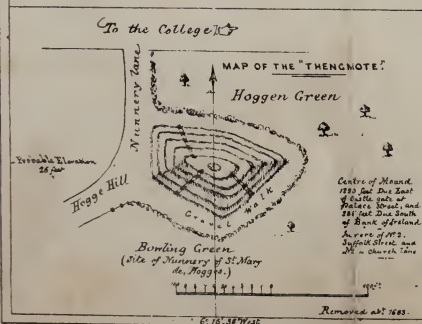 To the College
MAP OF THE "THENGMOTE".
Nunnery Lane
Hoggen Green
Probable Elevation
25 feet
Hogge Hill
Gravel Walk
Centre of Mound
Due East
of Castle gate at
Palace Street, and
feet Due South
of Bank of Ireland
In rere of Nº 2.
Suffolk Street and
Church Lane
Bowling Green
(Site of Nunnery of St. Mary
de, Hogges.)
Removed abt. 1683.